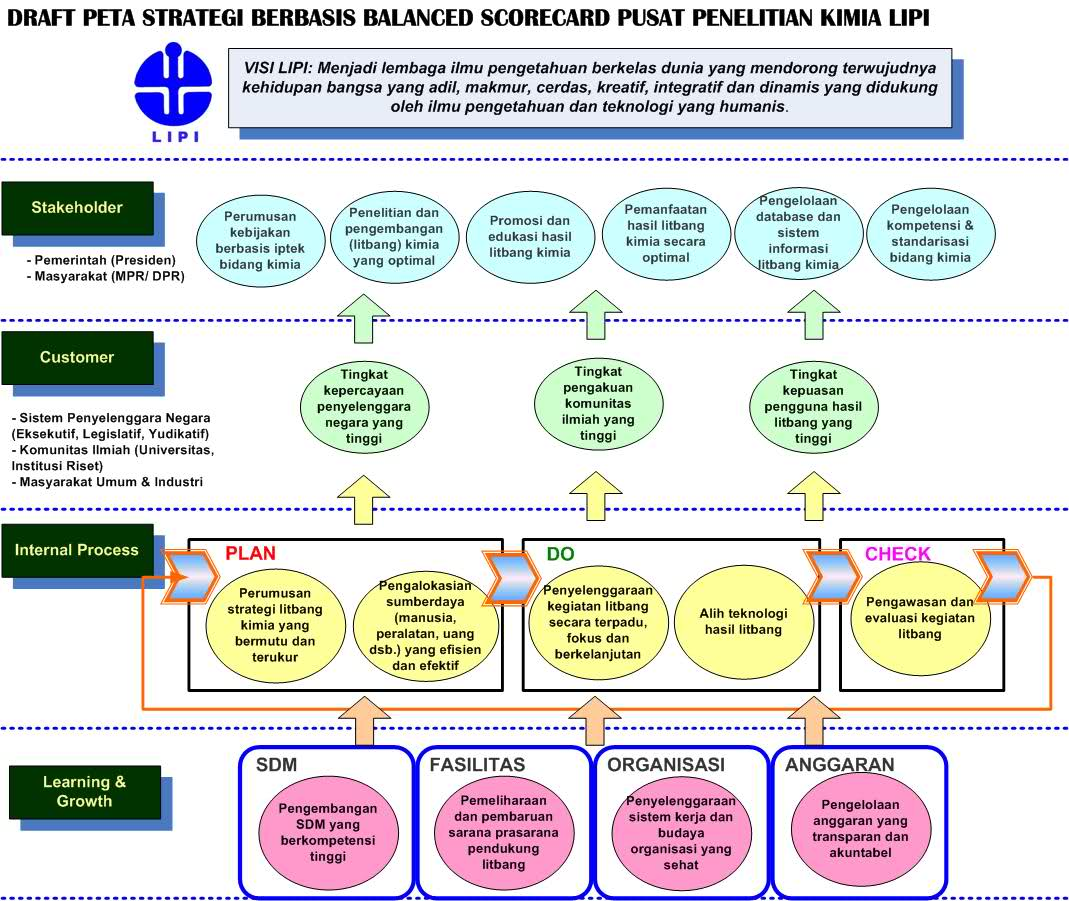 DRAFT PETA STRATEGI BERBASIS BALANCED SCORECARD PUSAT PENELITIAN KIMIA LIPI
LIPI
VISI LIPI: Menjadi lembaga ilmu pengetahuan berkelas dunia yang mendorong terwujudnya
kehidupan bangsa yang adil, makmur, cerdas, kreatif, integratif dan dinamis yang didukung
oleh ilmu pengetahuan dan teknologi yang humanis.
Stakeholder
- Pemerintah (Presiden)
- Masyarakat (MPR/ DPR)
Perumusan
kebijakan
berbasis iptek
bidang kimia
Penelitian dan
pengembangan
(litbang) kimia
yang optimal
Promosi dan
edukasi hasil
litbang kimia
Pemanfaatan
hasil litbang
kimia secara
optimal
Pengelolaan
database dan
sistem
informasi
litbang kimia
Pengelolaan
kompetensi &
standarisasi
bidang kimia
Customer
- Sistem Penyelenggara Negara
(Eksekutif, Legislatif, Yudikatif)
- Komunitas Ilmiah (Universitas,
Institusi Riset)
- Masyarakat Umum & Industri
Tingkat
kepercayaan
penyelenggara
negara yang
tinggi
Tingkat
pengakuan
komunitas
ilmiah yang
tinggi
Tingkat
kepuasan
pengguna hasil
litbang yang
tinggi
Internal Process
PLAN
Perumusan
strategi litbang
kimia yang
bermutu dan
terukur
Pengalokasian
sumberdaya
(manusia,
peralatan, uang
dsb.) yang efisien
dan efektif
DO
Penyelenggaraan
kegiatan litbang
secara terpadu,
fokus dan
berkelanjutan
Alih teknologi
hasil litbang
CHECK
Pengawasan dan
evaluasi kegiatan
litbang
Learning &
Growth
SDM
Pengembangan
SDM yang
berkompetensi
tinggi
FASILITAS
Pemeliharaan
dan pembaruan
sarana prasarana
pendukung
litbang
ORGANISASI
Penyelenggaraan
sistem kerja dan
budaya
organisasi yang
sehat
ANGGARAN
Pengelolaan
anggaran yang
transparan dan
akuntabel